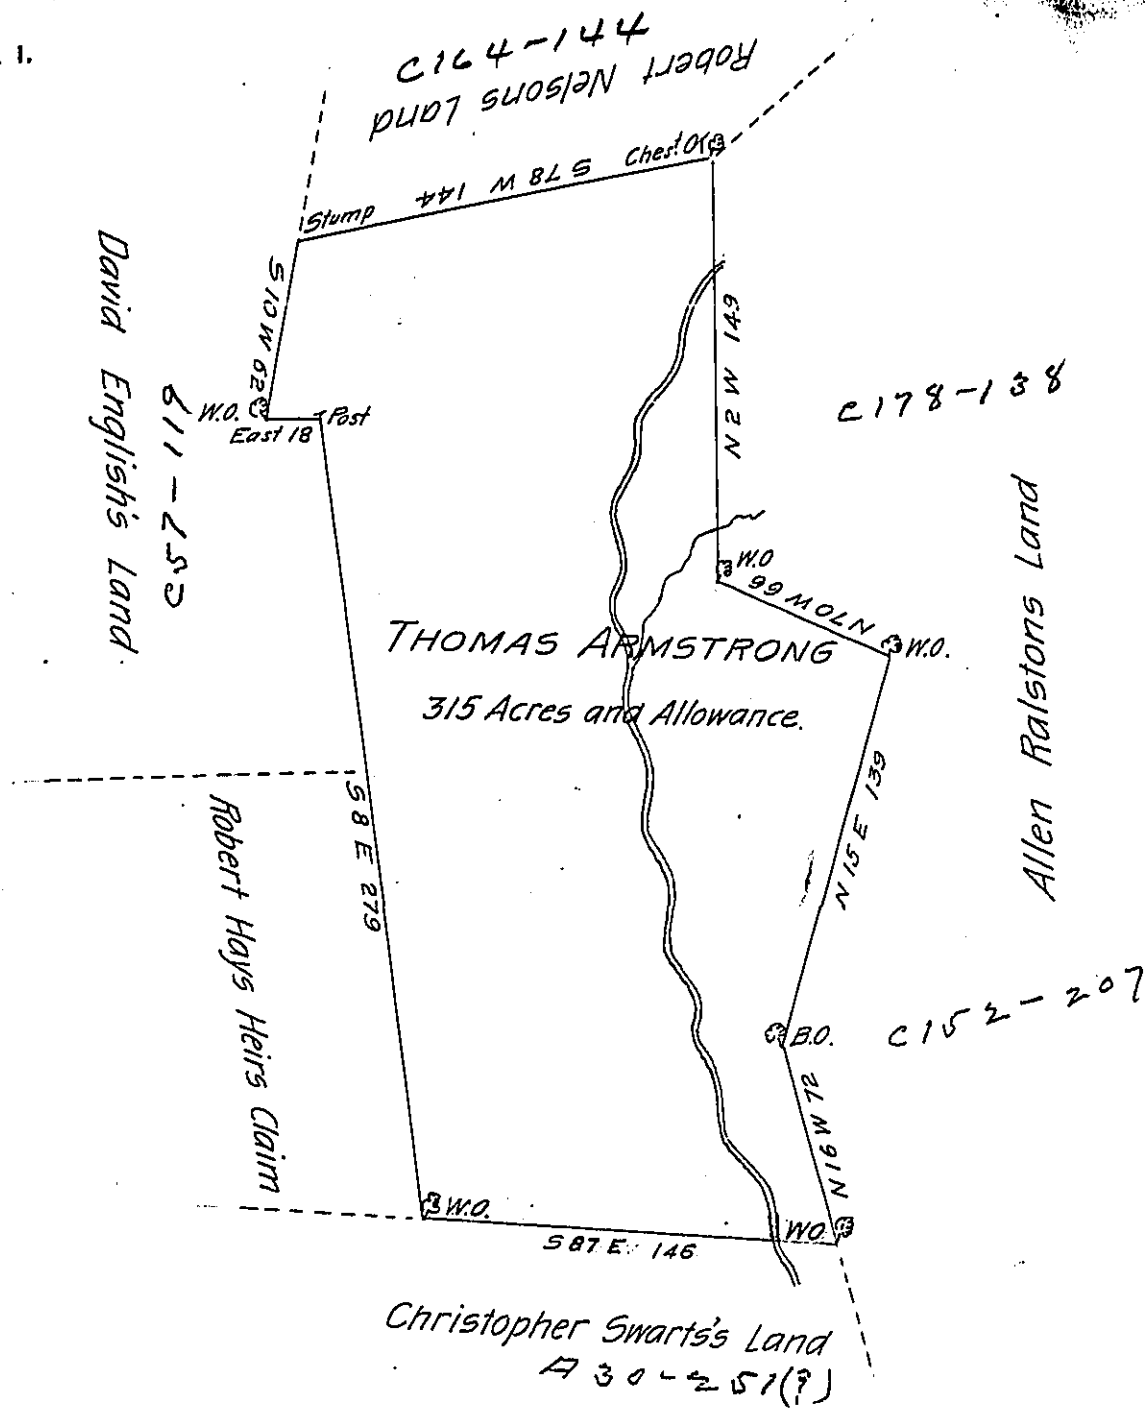 1.
C164-144
Robert Nelsons Land
Chest. O.
S 78 W 144
Stump
S 10 W 62
W.O.
East 18
Post
David English's Land
C57-119
N 2 W 149
C178-138
W.O
N 70 W 66
W.O.
Allen Ralstons Land
THOMAS ARMSTRONG
315 Acres and Allowance.
N 15 E 139
S 8 E 279
Robert Hays Heirs Claim
B.O.
C152-207
N 16 W 72
W.O.
W.O.
S 87 E 146
Christopher Swarts's Land
A 30-251(?)